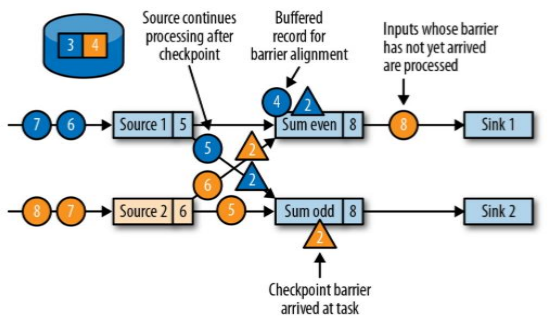 Source continues
processing after
checkpoint
Buffered
record for
barrier alignment
Inputs whose barrier
has not yet arrived
are processed
3 4
4 2
7 6 Source 1 5 Sum even 8 8 Sink 1
5 2
6 2
8 7 Source 2 6 5 Sum odd 8 Sink 2
2
Checkpoint barrier
arrived at task